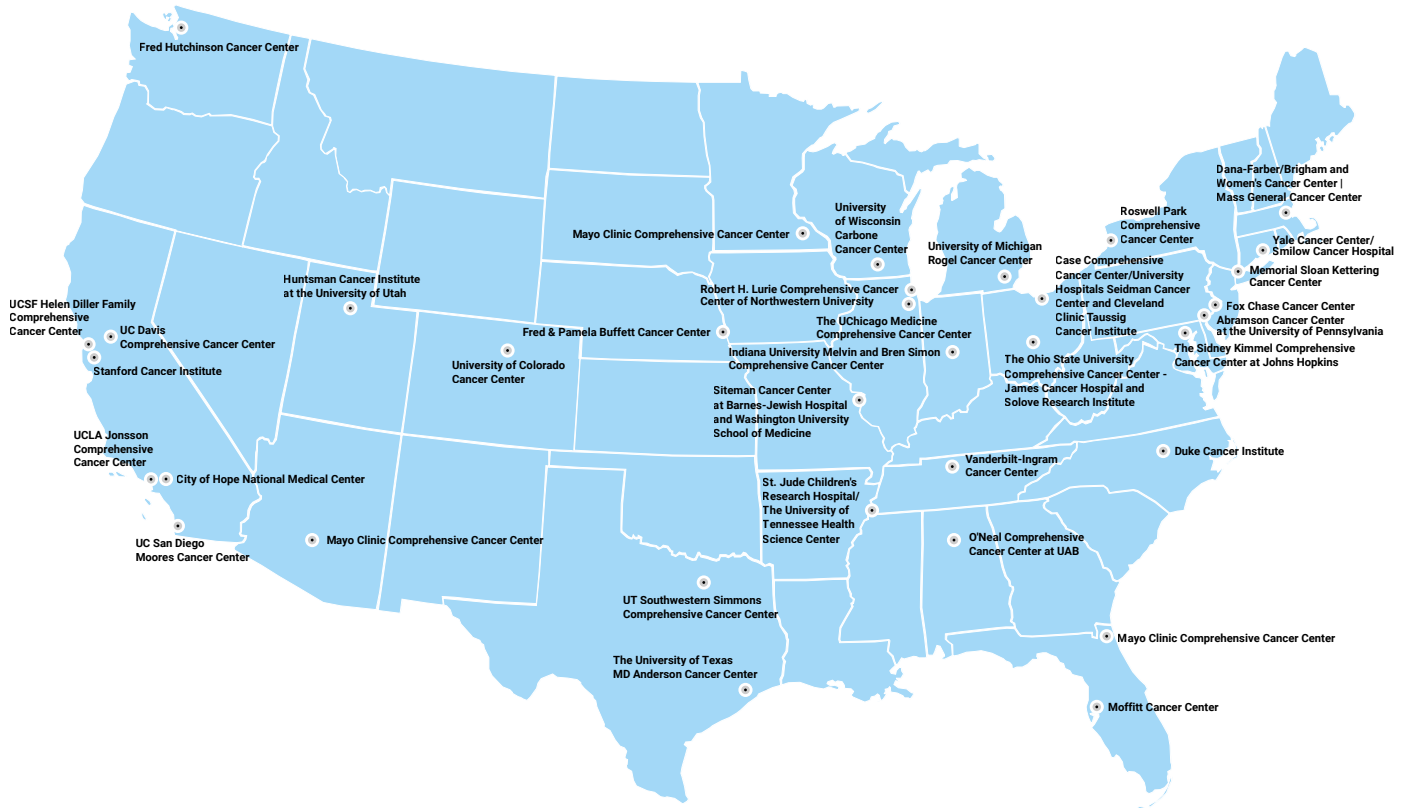 Fred Hutchinson Cancer Center
Dana-Farber/Brigham and
Women's Cancer Center |
Mass General Cancer Center
Roswell Park
Comprehensive
Cancer Center
University
of Wisconsin
Carbone
Cancer Center
Mayo Clinic Comprehensive Cancer Center
University of Michigan
Rogel Cancer Center
Yale Cancer Center/
Smilow Cancer Hospital
Case Comprehensive
Cancer Center/University
Hospitals Seidman Cancer
Center and Cleveland
Clinic Taussig
Cancer Institute
Memorial Sloan Kettering
Cancer Center
Huntsman Cancer Institute
at the University of Utah
Robert H. Lurie Comprehensive Cancer
Center of Northwestern University
UCSF Helen Diller Family
Comprehensive
Cancer Center
Fox Chase Cancer Center
Abramson Cancer Center
at the University of Pennsylvania
The UChicago Medicine
Comprehensive Cancer Center
UC Davis
Comprehensive Cancer Center
Fred & Pamela Buffett Cancer Center
The Sidney Kimmel Comprehensive
Cancer Center at Johns Hopkins
Indiana University Melvin and Bren Simon
Comprehensive Cancer Center
University of Colorado
Cancer Center
The Ohio State University
Comprehensive Cancer Center -
James Cancer Hospital and
Solove Research Institute
Stanford Cancer Institute
Siteman Cancer Center
at Barnes-Jewish Hospital
and Washington University
School of Medicine
UCLA Jonsson
Comprehensive
Cancer Center
City of Hope National Medical Center
Duke Cancer Institute
Vanderbilt-Ingram
Cancer Center
St. Jude Children's
Research Hospital/
The University of
Tennessee Health
Science Center
UC San Diego
Moores Cancer Center
Mayo Clinic Comprehensive Cancer Center
O'Neal Comprehensive
Cancer Center at UAB
UT Southwestern Simmons
Comprehensive Cancer Center
Mayo Clinic Comprehensive Cancer Center
The University of Texas
MD Anderson Cancer Center
Moffitt Cancer Center